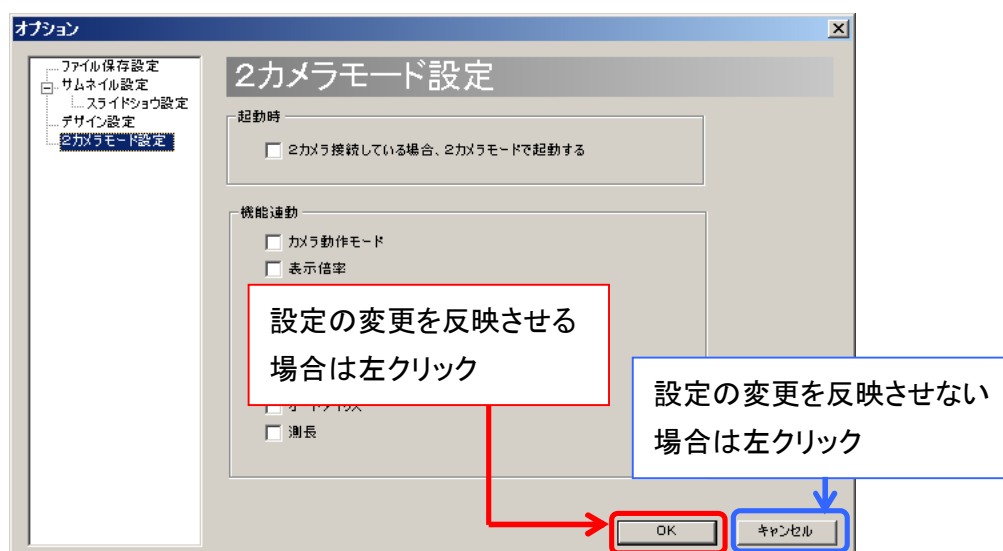 オプション
ファイル保存設定
サムネイル設定
スライドショウ設定
デザイン設定
2カメラモード設定
2カメラモード設定
起動時
2カメラ接続している場合、2カメラモードで起動する
機能連動
カメラ動作モード
表示倍率
設定の変更を反映させる
場合は左クリック
設定の変更を反映させない
場合は左クリック
測長
OK
キャンセル